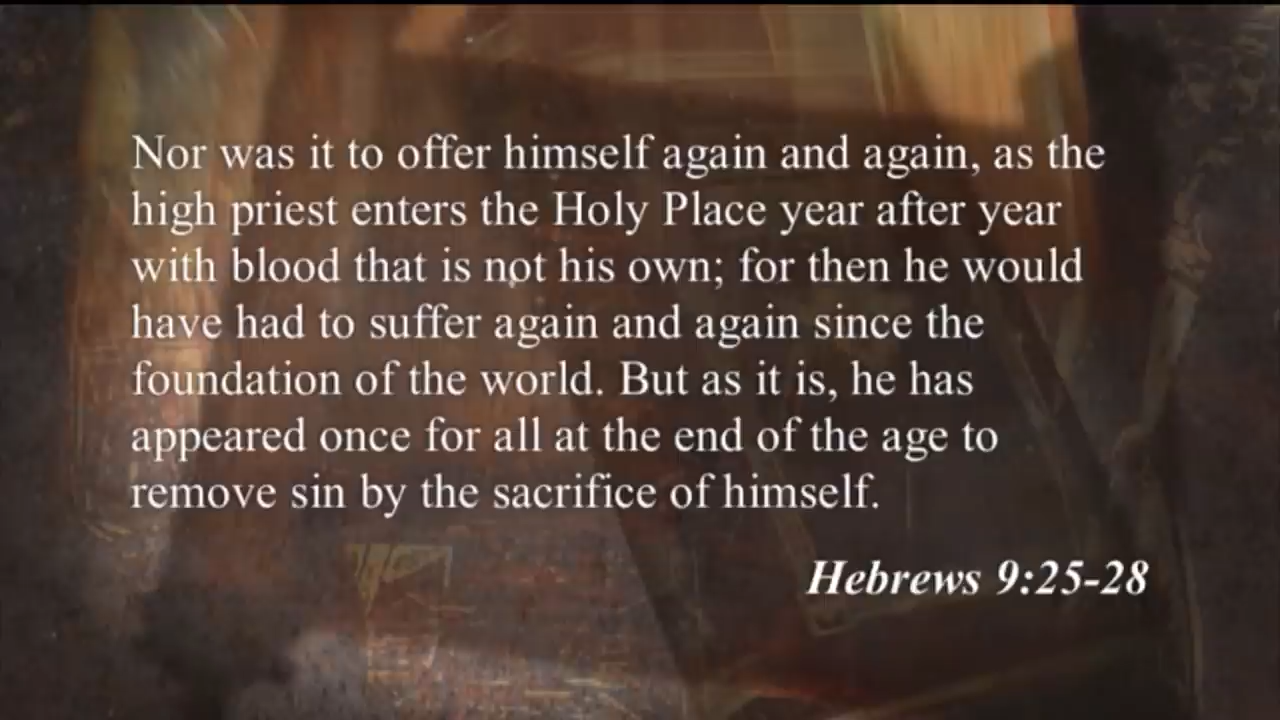 Nor was it to offer himself again and again, as the
high priest enters the Holy Place year after year
with blood that is not his own; for then he would
have had to suffer again and again since the
foundation of the world. But as it is, he has
appeared once for all at the end of the age to
remove sin by the sacrifice of himself.
Hebrews 9:25-28